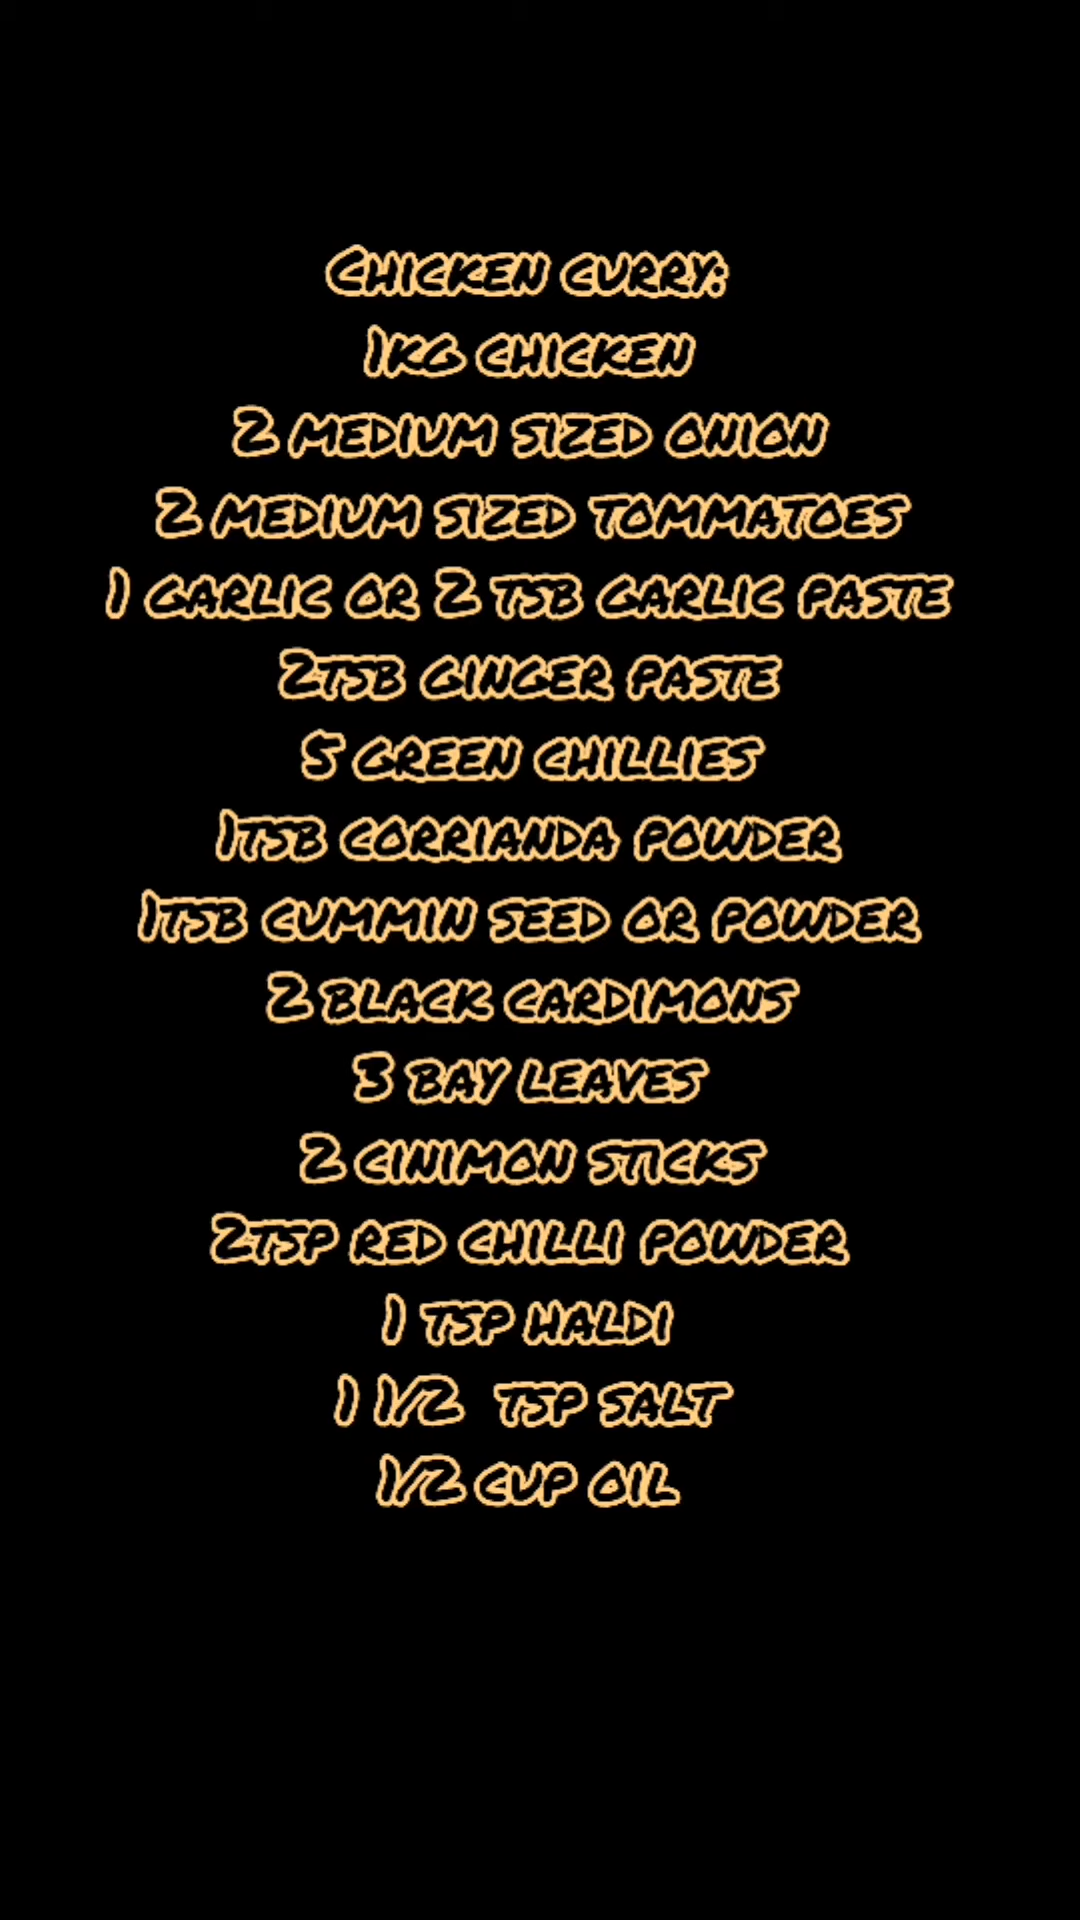 Chicken curry:
1kg chicken
2 medium sized onion
2 medium sized tommatoes
1 garlic or 2 tsb garlic paste
2tsb ginger paste
5 green chillies
1tsb corrianda powder
1tsb cummin seed or powder
2 black cardimons
3 bay leaves
2 cinimon sticks
2tsp red chilli powder
1 tsp haldi
1 1/2  tsp salt
1/2 cup oil